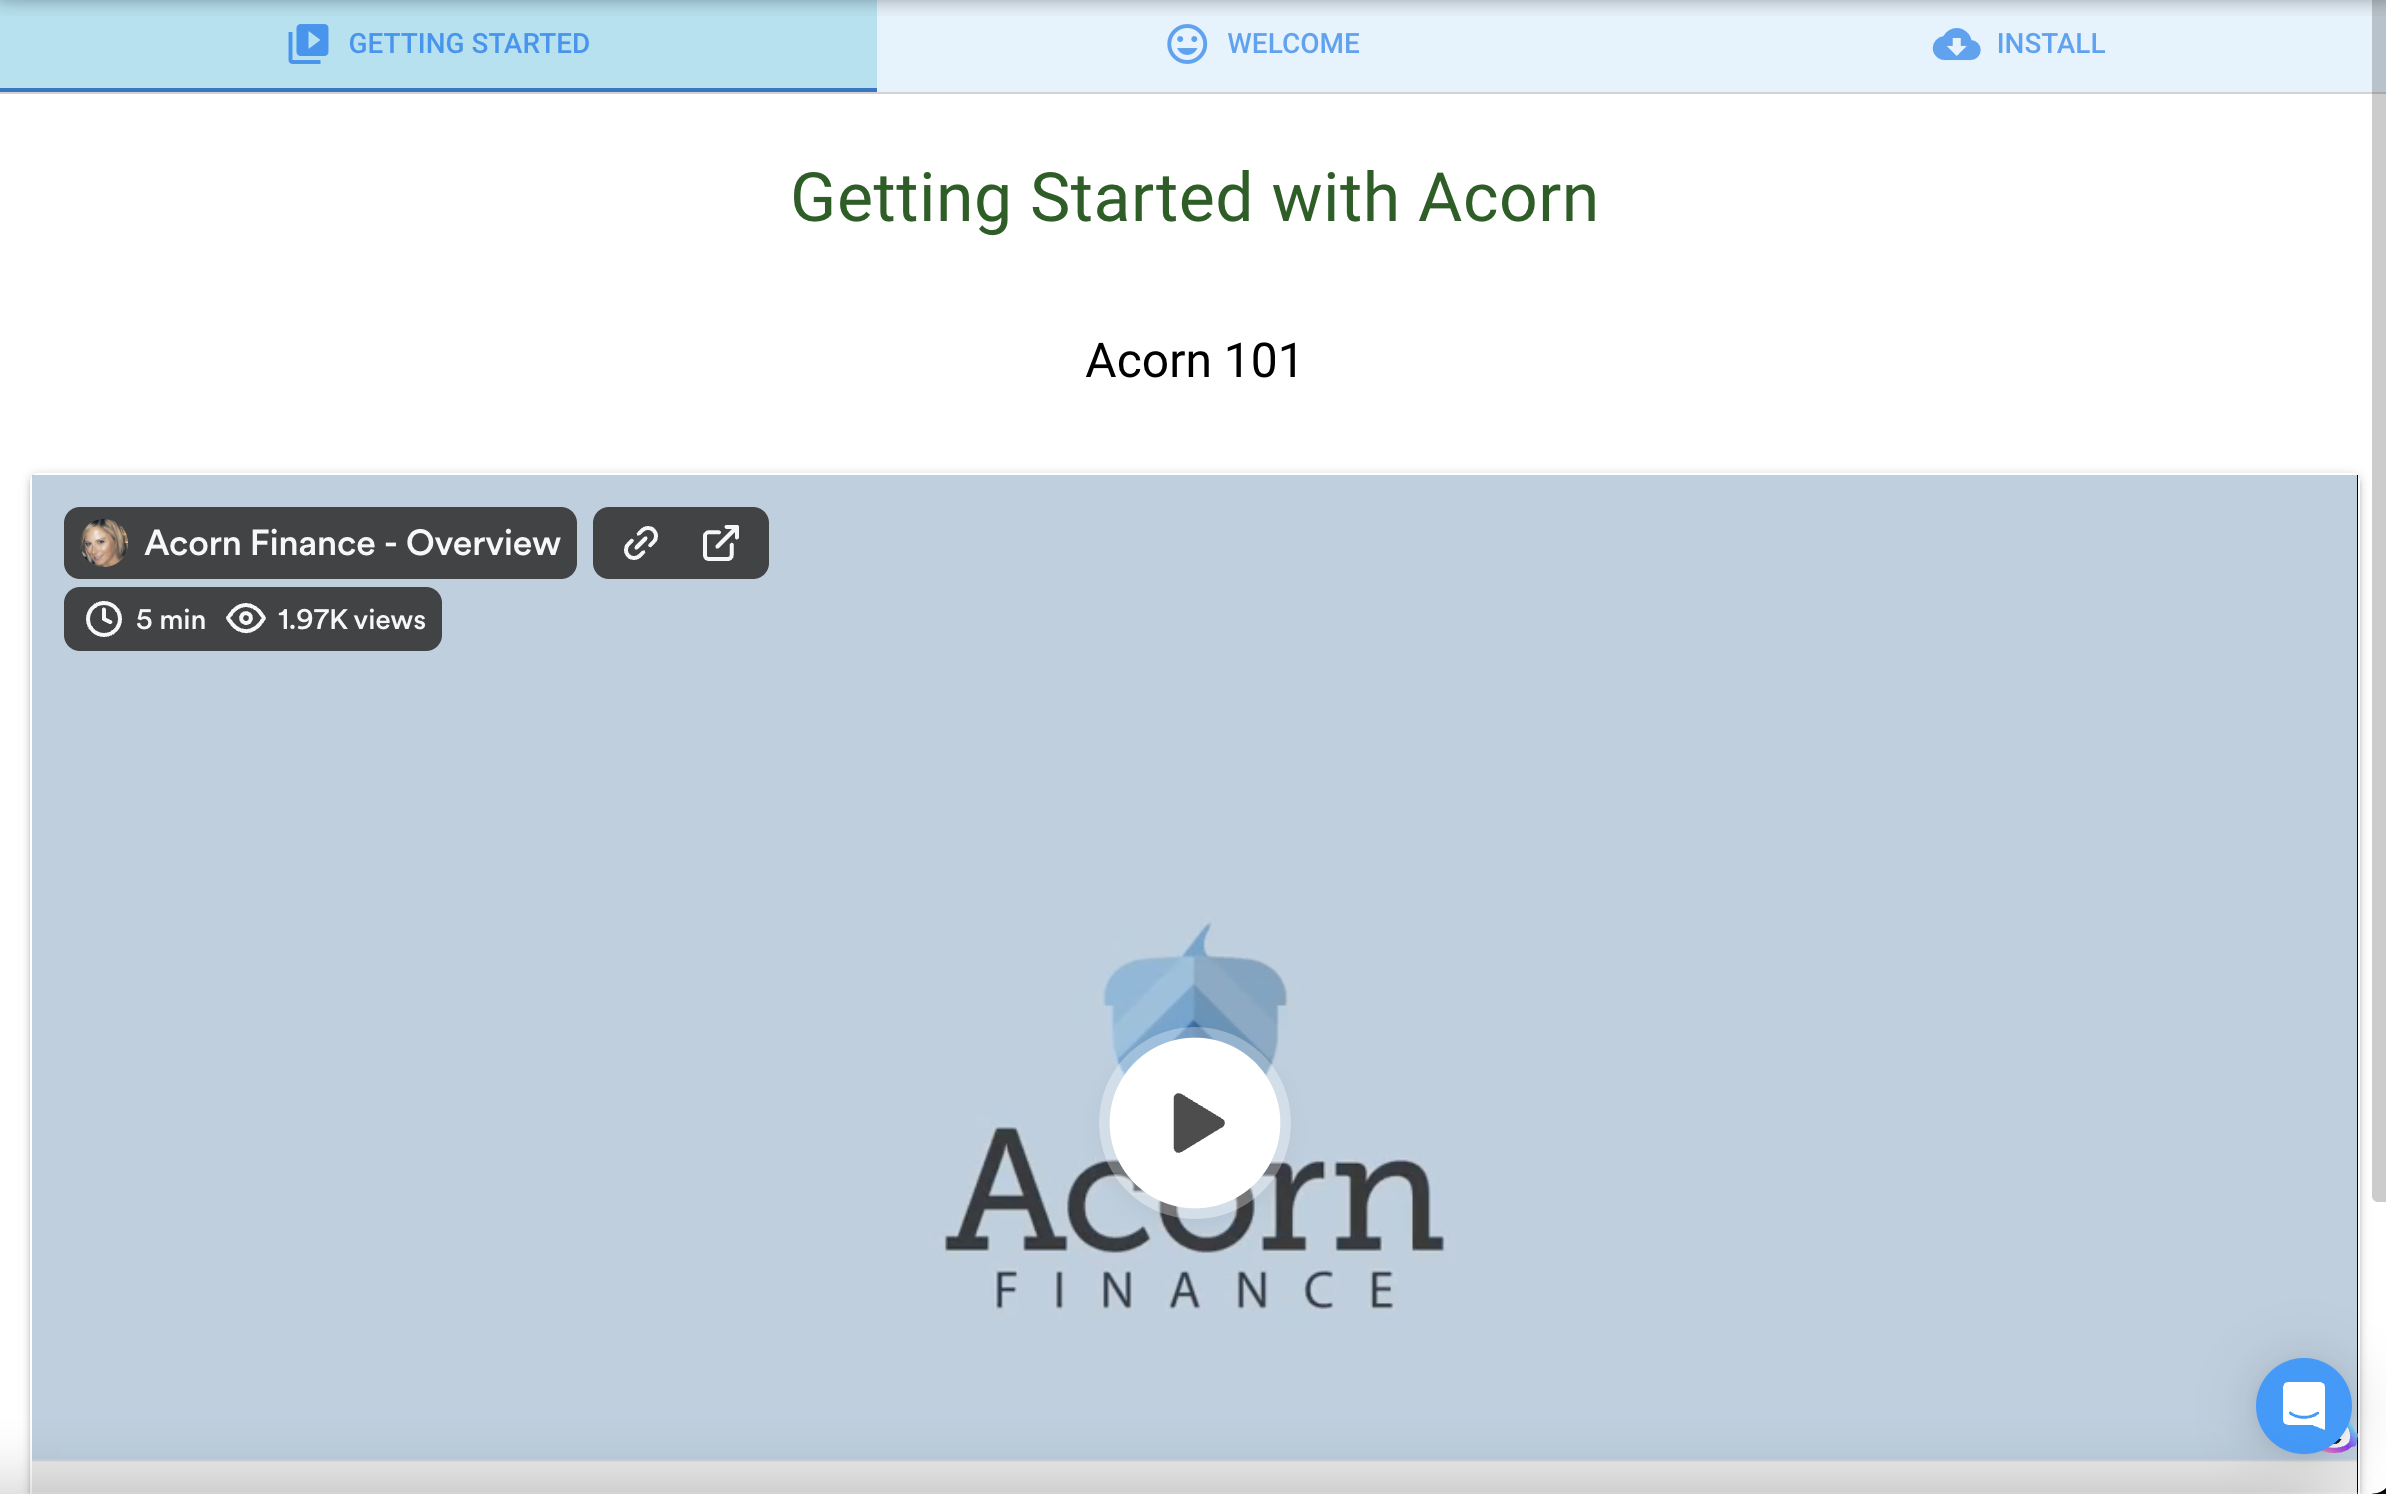 GETTING STARTED
WELCOME
INSTALL
Getting Started with Acorn
Acorn 101
Acorn Finance - Overview
5 min 1.97K views
Acorn
FINANCE